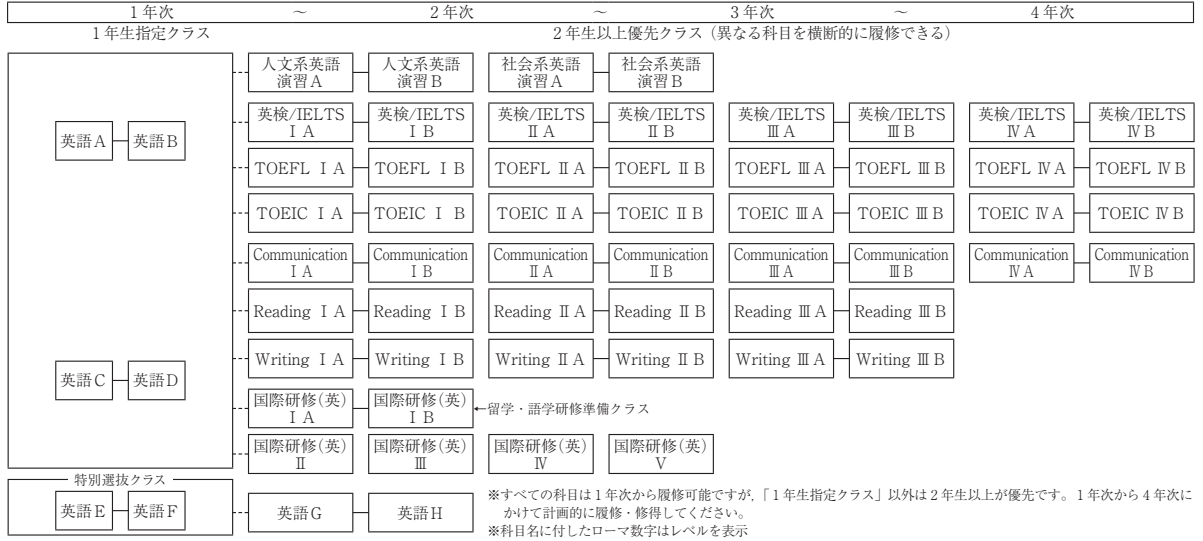 1年次 ～ 2年次 ～ 3年次 ～ 4年次
1年生指定クラス 2年生以上優先クラス（異なる科目を横断的に履修できる）
人文系英語 人文系英語 社会系英語 社会系英語
演習A 演習B 演習A 演習B
英検/IELTS 英検/IELTS 英検/IELTS 英検/IELTS 英検/IELTS 英検/IELTS 英検/IELTS 英検/IELTS
ⅠA ⅠB ⅡA ⅡB ⅢA ⅢB ⅣA ⅣB
英語A 英語B
TOEFL ⅠA TOEFL ⅠB TOEFL ⅡA TOEFL ⅡB TOEFL ⅢA TOEFL ⅢB TOEFL ⅣA TOEFL ⅣB
TOEIC ⅠA TOEIC ⅠB TOEIC ⅡA TOEIC ⅡB TOEIC ⅢA TOEIC ⅢB TOEIC ⅣA TOEIC ⅣB
Communication Communication Communication Communication Communication Communication Communication Communication
ⅠA ⅠB ⅡA ⅡB ⅢA ⅢB ⅣA ⅣB
Reading ⅠA Reading ⅠB Reading ⅡA Reading ⅡB Reading ⅢA Reading ⅢB
Writing ⅠA Writing ⅠB Writing ⅡA Writing ⅡB Writing ⅢA Writing ⅢB
英語C 英語D
国際研修(英) 国際研修(英) ←留学・語学研修準備クラス
ⅠA ⅠB
国際研修(英) 国際研修(英) 国際研修(英) 国際研修(英)
Ⅱ Ⅲ Ⅳ Ⅴ
特別選抜クラス
英語E 英語F 英語G 英語H
※すべての科目は1年次から履修可能ですが，「1年生指定クラス」以外は2年生以上が優先です。1年次から4年次に
かけて計画的に履修・修得してください。
※科目名に付したローマ数字はレベルを表示